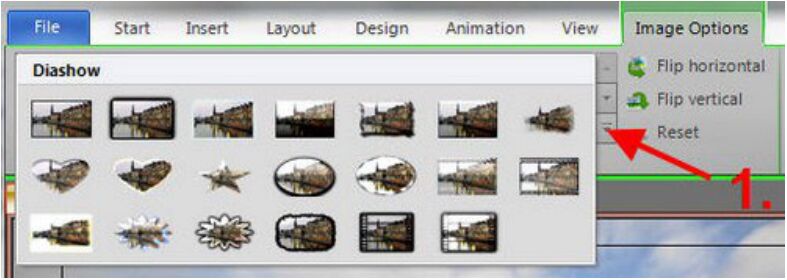 File Start Insert Layout Design Animation View Image Options
Diashow
Flip horizontal
Flip vertical
Reset
1.